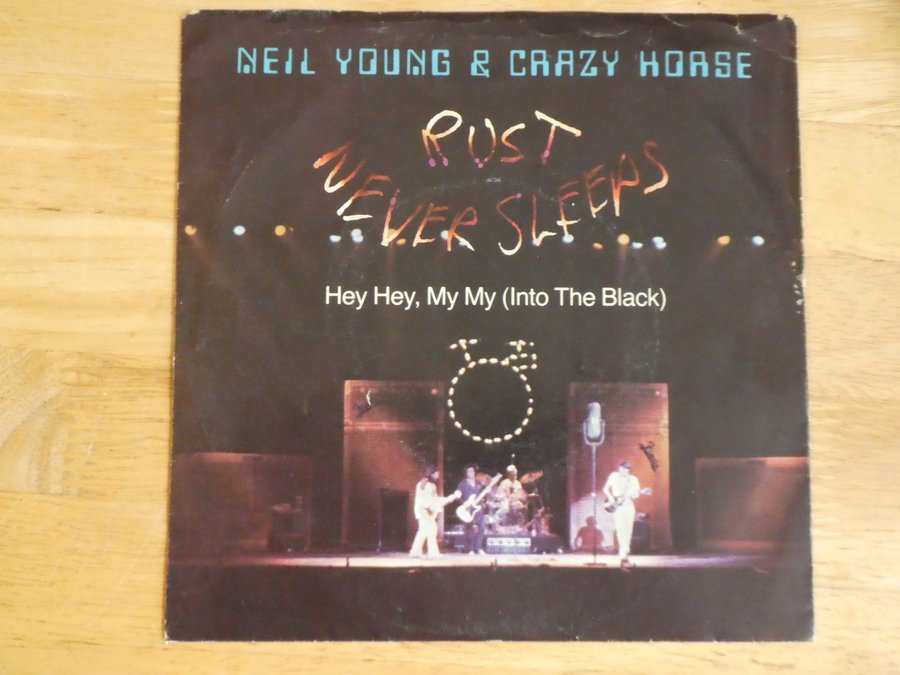 NEIL YOUNG & CRAZY HORSE
RUST
NEVER SLEEPS
Hey Hey, My My (Into The Black)